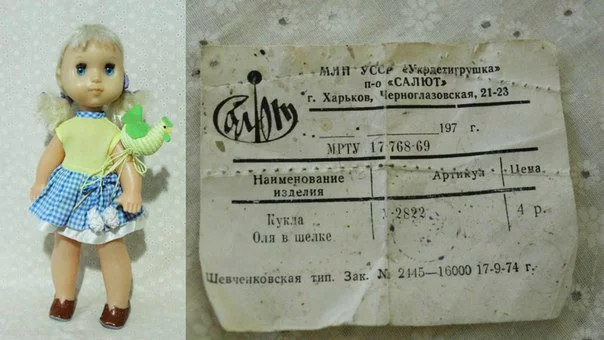 МЛП УССР «Укрдетигрушка»
п-о «САЛЮТ»
г. Харьков, Черноглазовская, 21-23
Салют
197 г.
МРТУ 17-768-69
Наименование изделия Артикул Цена
Кукла 2822 4 р.
Оля в шелке
Шевченковская тип. Зак. № 2445—16000 17-9-74 г.